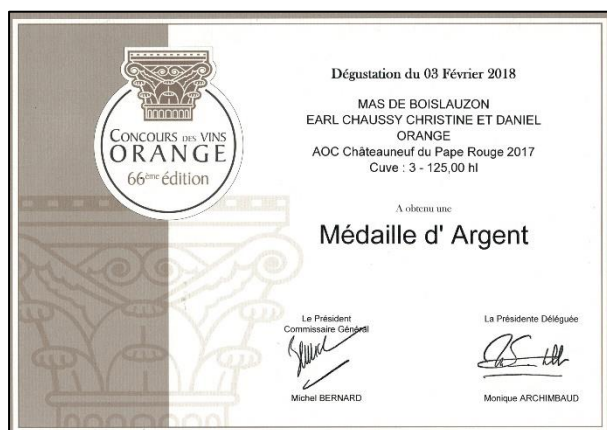 CONCOURS DES VINS
ORANGE
66ème édition
Dégustation du 03 Février 2018
MAS DE BOISLAUZON
EARL CHAUSSY CHRISTINE ET DANIEL
ORANGE
AOC Châteauneuf du Pape Rouge 2017
Cuve : 3 - 125,00 hl
A obtenu une
Médaille d' Argent
Le Président
Commissaire Général
Michel BERNARD
La Présidente Déléguée
Monique ARCHIMBAUD